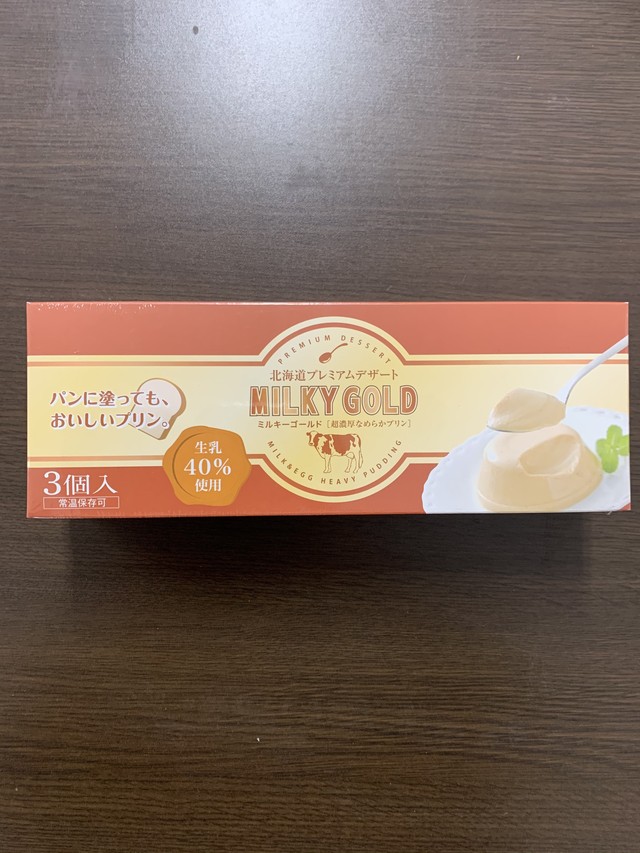 PREMIUM DESSERT
北海道プレミアムデザート
MILKY GOLD
ミルキーゴールド [超濃厚なめらかプリン]
MILK&EGG HEAVY PUDDING
パンに塗っても、
おいしいプリン。
生乳
40%
使用
3個入
常温保存可